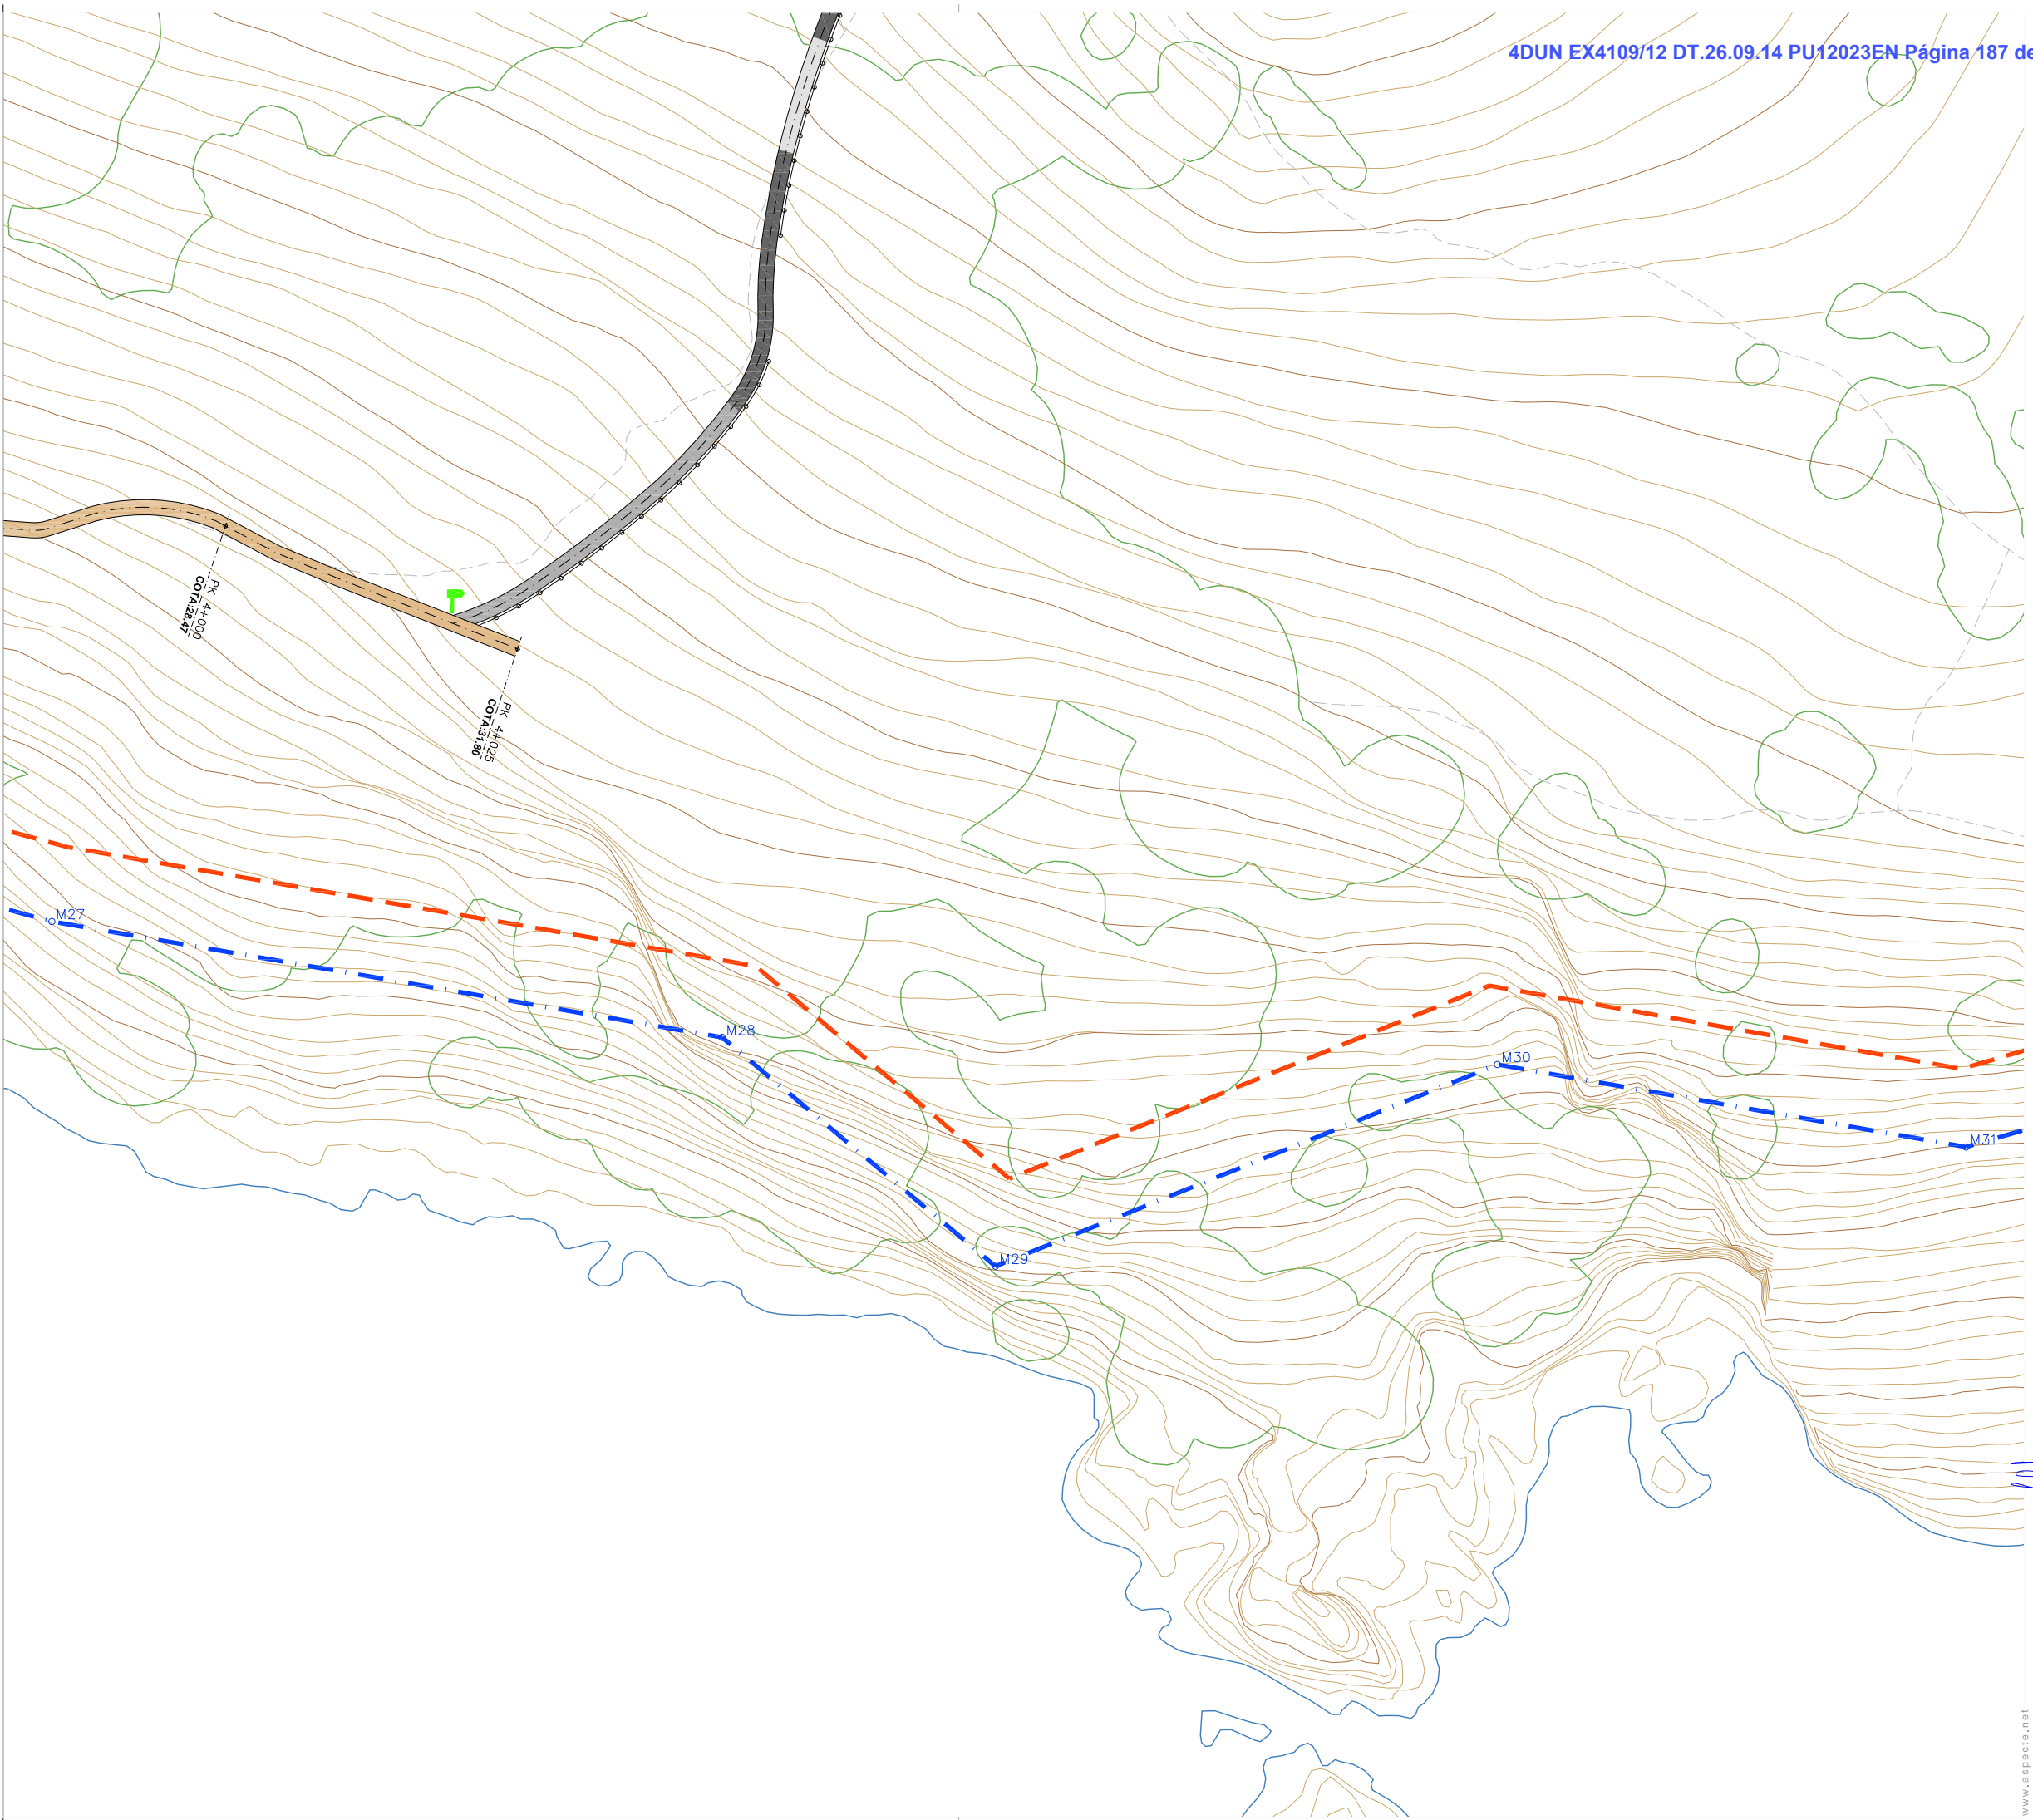 4DUN EX4109/12 DT.26.09.14 PU12023EN Página 187 de
PK 4+000
COTA:28.47
PK 4+025
COTA:31.80
M27
M28
M30
M31
M29
www.aspecte.net